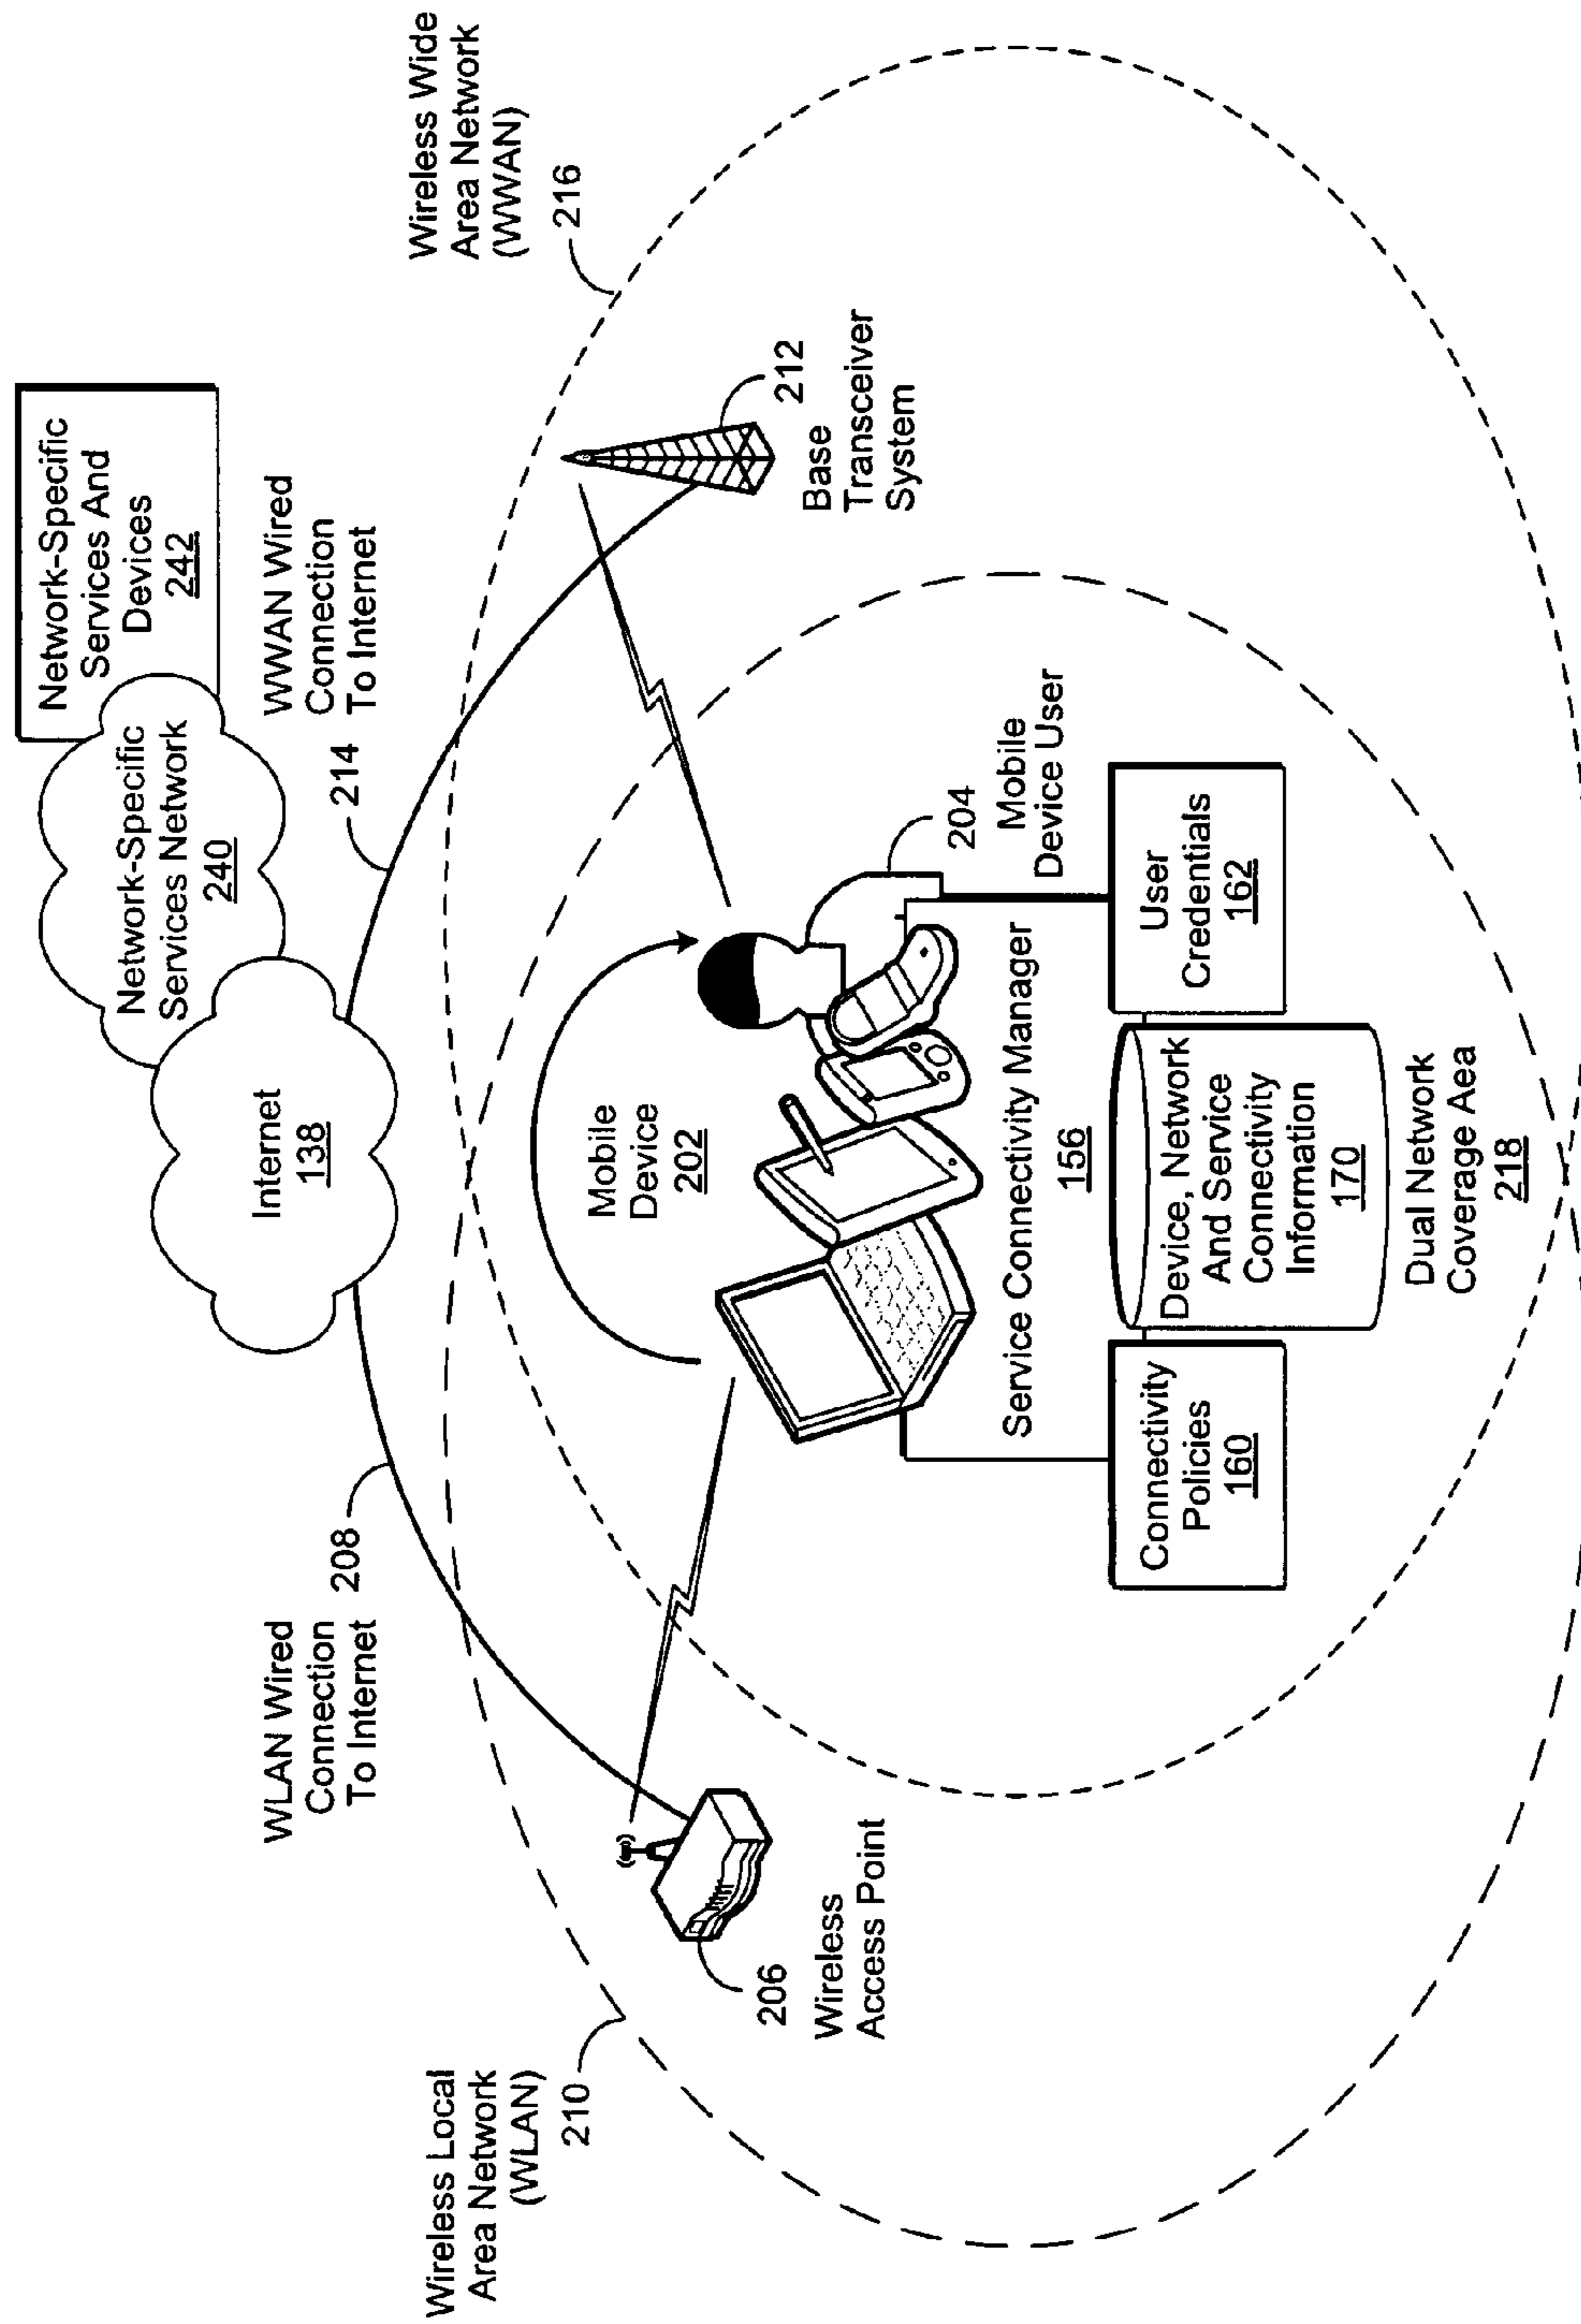 Network-Specific
Services And
Devices
242
Network-Specific
Services Network
240
Internet
138
WLAN Wired
Connection
To Internet
208
WWAN Wired
Connection
To Internet
214
Wireless Local
Area Network
(WLAN)
210
Wireless Wide
Area Network
(WWAN)
216
Mobile
Device
202
206
Wireless
Access Point
212
Base
Transceiver
System
204
Mobile
Device User
Service Connectivity Manager
156
Connectivity
Policies
160
Device, Network
And Service
Connectivity
Information
170
User
Credentials
162
Dual Network
Coverage Aea
218